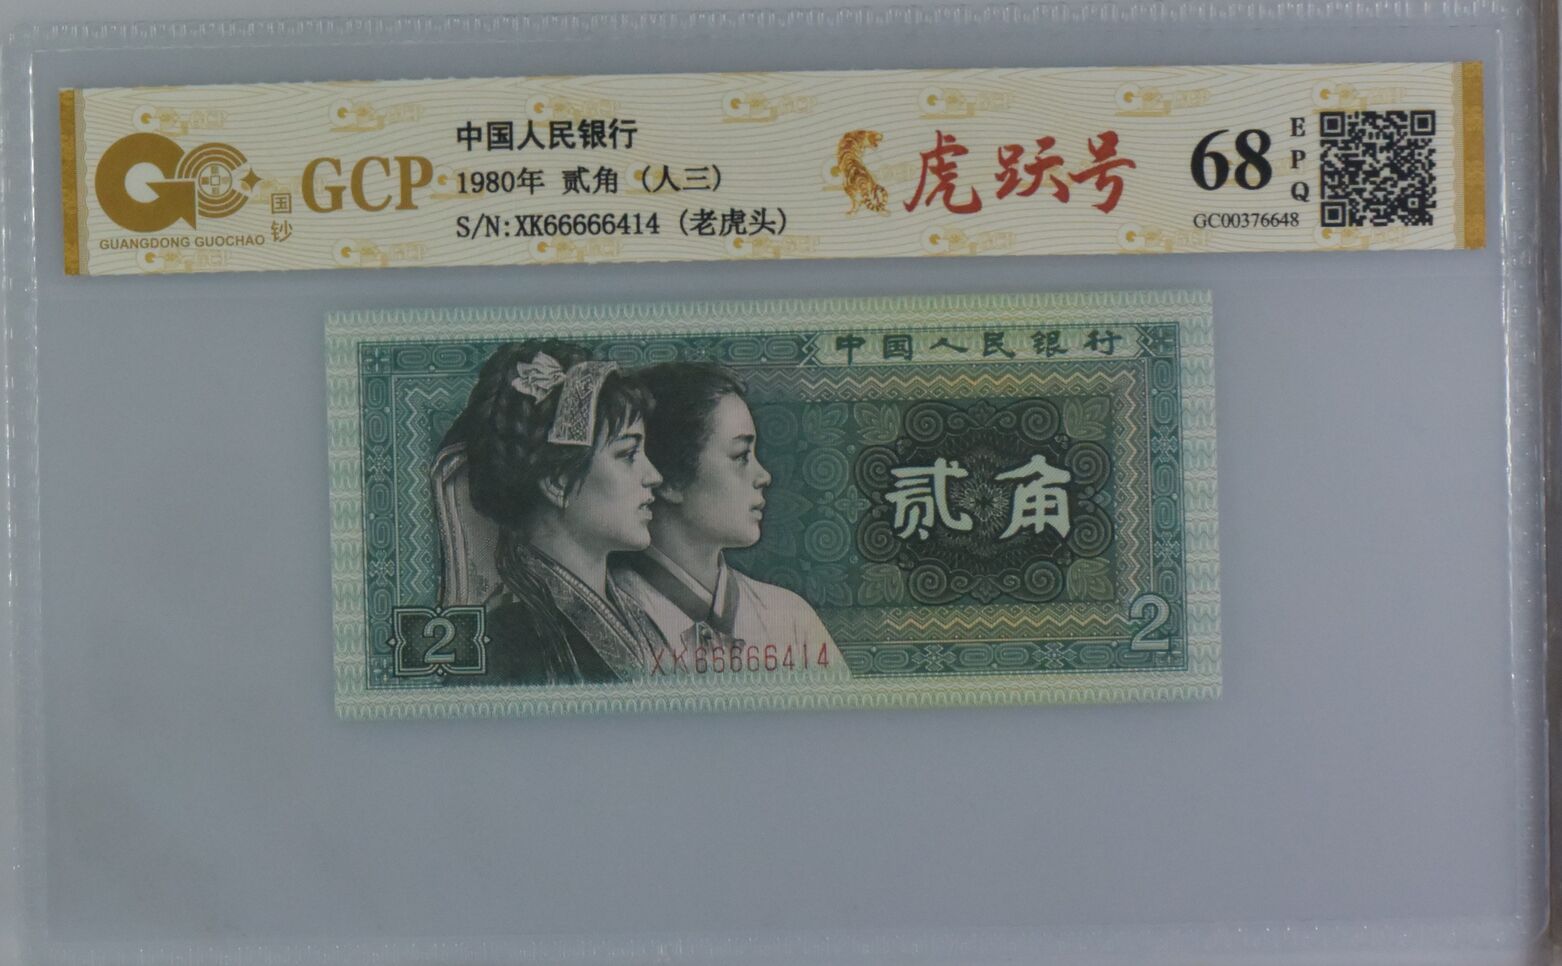 GUANGDONG GUOCHAO
国钞
GCP
中国人民银行
1980年 贰角 (人三)
S/N:XK66666414 (老虎头)
虎跃号
68
EPQ
GC00376648
中国人民银行
贰角
2
2
XK66666414